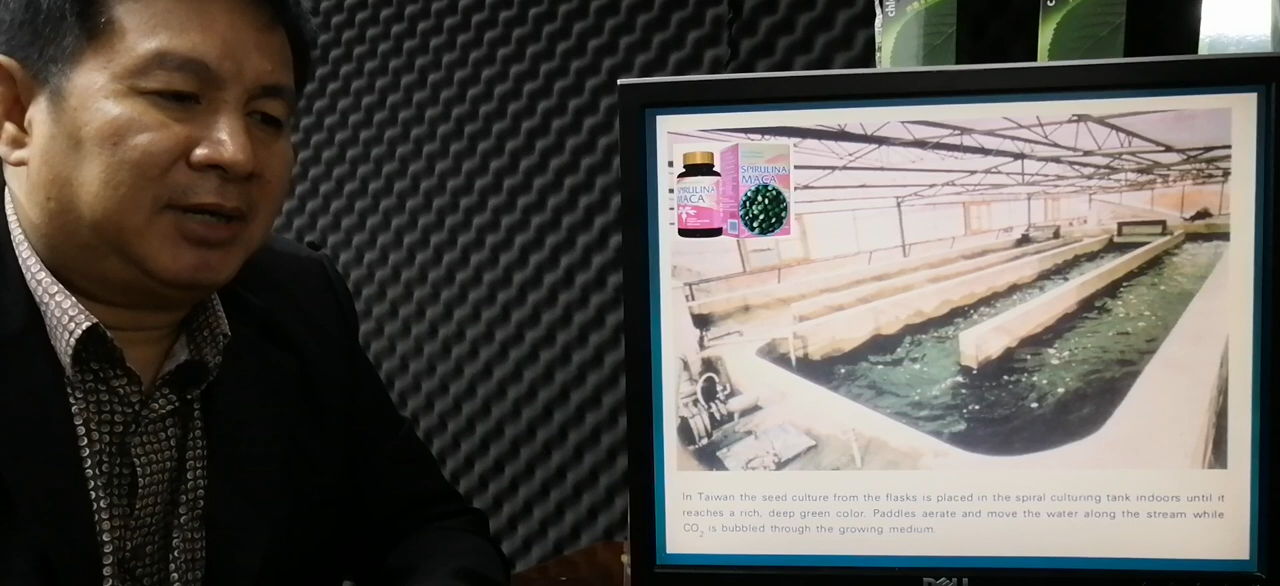 chl
c
SPIRULINA
MACA
SPIRULINA
MACA
In Taiwan the seed culture from the flasks is placed in the spiral culturing tank indoors until it
reaches a rich, deep green color. Paddles aerate and move the water along the stream while
CO2 is bubbled through the growing medium.
DELL